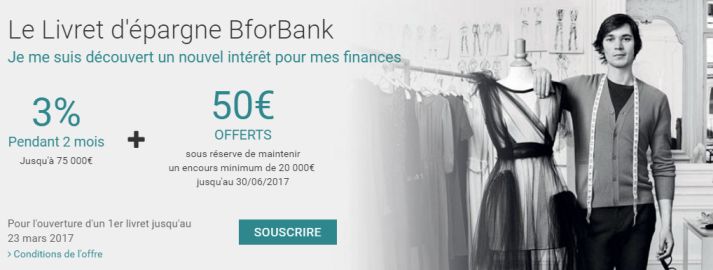 Le Livret d'épargne BforBank
Je me suis découvert un nouvel intérêt pour mes finances
3%
Pendant 2 mois
Jusqu'à 75 000€
+
50€
OFFERTS
sous réserve de maintenir
un encours minimum de 20 000€
jusqu'au 30/06/2017
Pour l'ouverture d'un 1er livret jusqu'au
23 mars 2017
> Conditions de l'offre
SOUSCRIRE